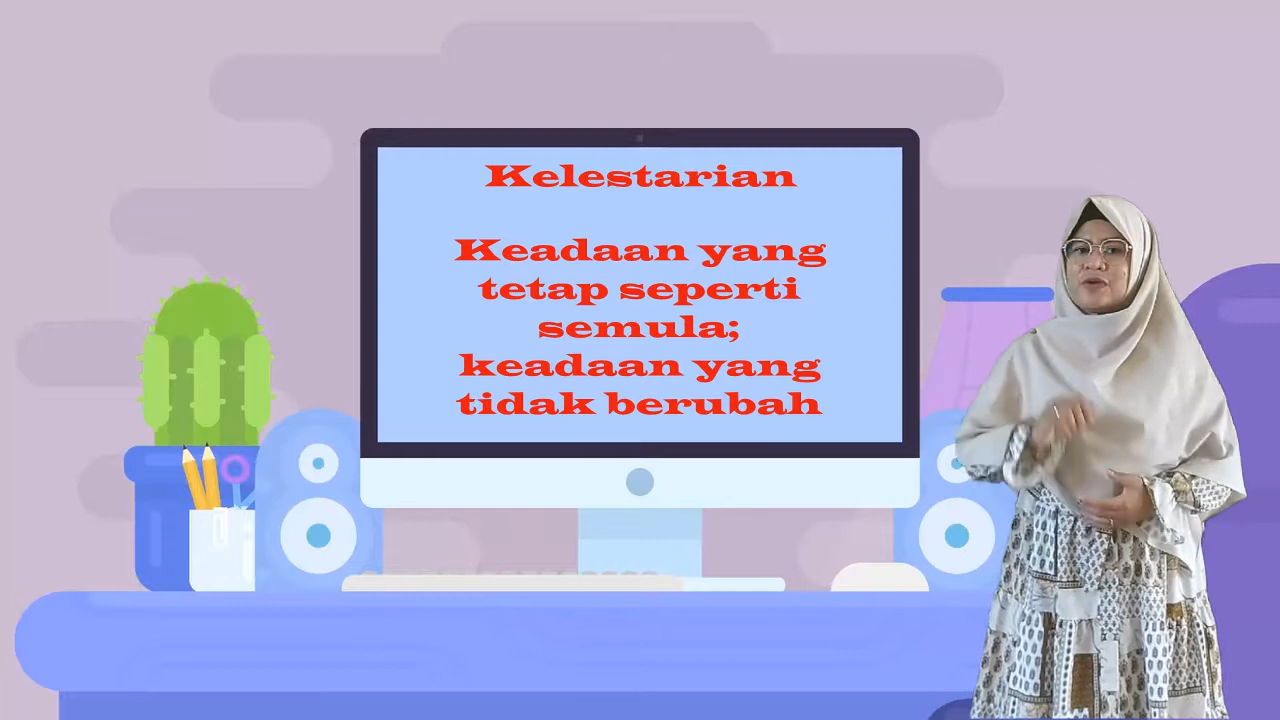 Kelestarian
Keadaan yang
tetap seperti
semula;
keadaan yang
tidak berubah